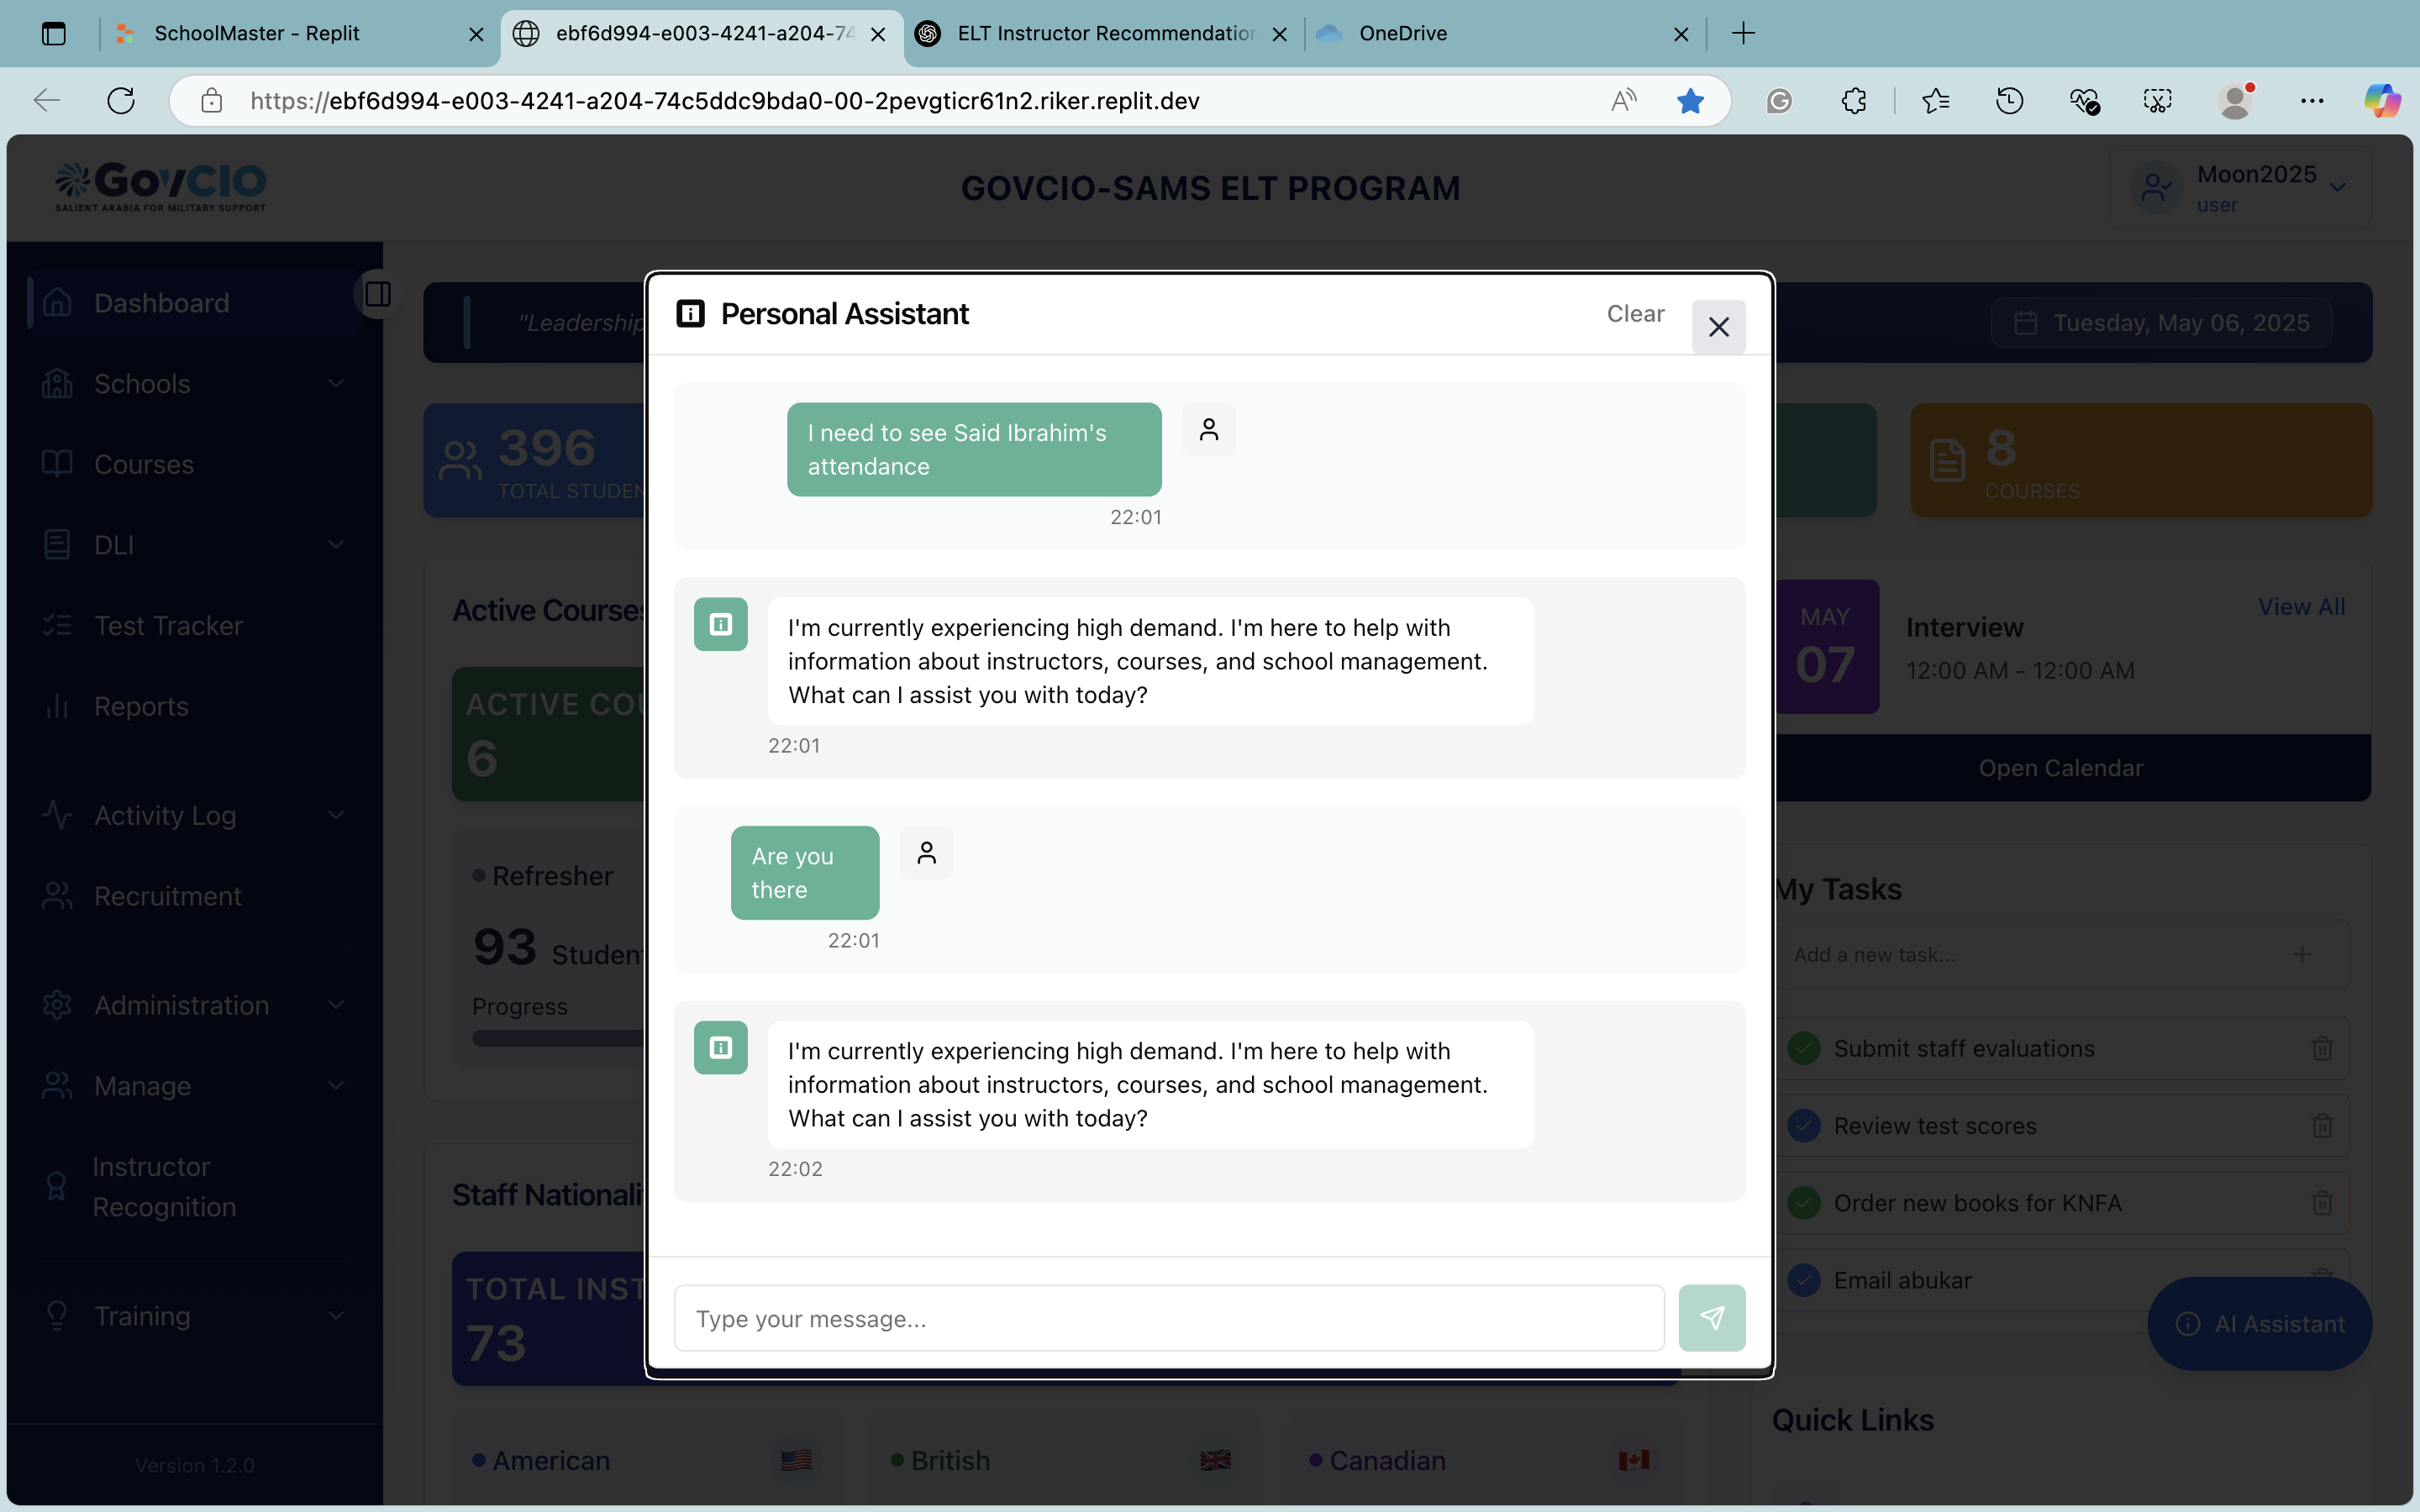 SchoolMaster - Replit
ebf6d994-e003-4241-a204-74
ELT Instructor Recommendation
OneDrive
https://ebf6d994-e003-4241-a204-74c5ddc9bda0-00-2pevgticr61n2.riker.replit.dev
GovCIO
SALIENT ARABIA FOR MILITARY SUPPORT
GOVCIO-SAMS ELT PROGRAM
Moon2025
user
Dashboard
Schools
Courses
DLI
Test Tracker
Reports
Activity Log
Recruitment
Administration
Manage
Instructor
Recognition
Training
Version 1.2.0
"Leadership
Tuesday, May 06, 2025
396
TOTAL STUDEN
8
COURSES
Active Courses
ACTIVE COU
6
Refresher
93 Student
Progress
Staff Nationali
TOTAL INST
73
American
British
Canadian
Personal Assistant
Clear
I need to see Said Ibrahim's
attendance
22:01
I'm currently experiencing high demand. I'm here to help with
information about instructors, courses, and school management.
What can I assist you with today?
22:01
Are you
there
22:01
I'm currently experiencing high demand. I'm here to help with
information about instructors, courses, and school management.
What can I assist you with today?
22:02
Type your message...
MAY
07
Interview
12:00 AM - 12:00 AM
View All
Open Calendar
My Tasks
Add a new task...
Submit staff evaluations
Review test scores
Order new books for KNFA
Email abukar
AI Assistant
Quick Links